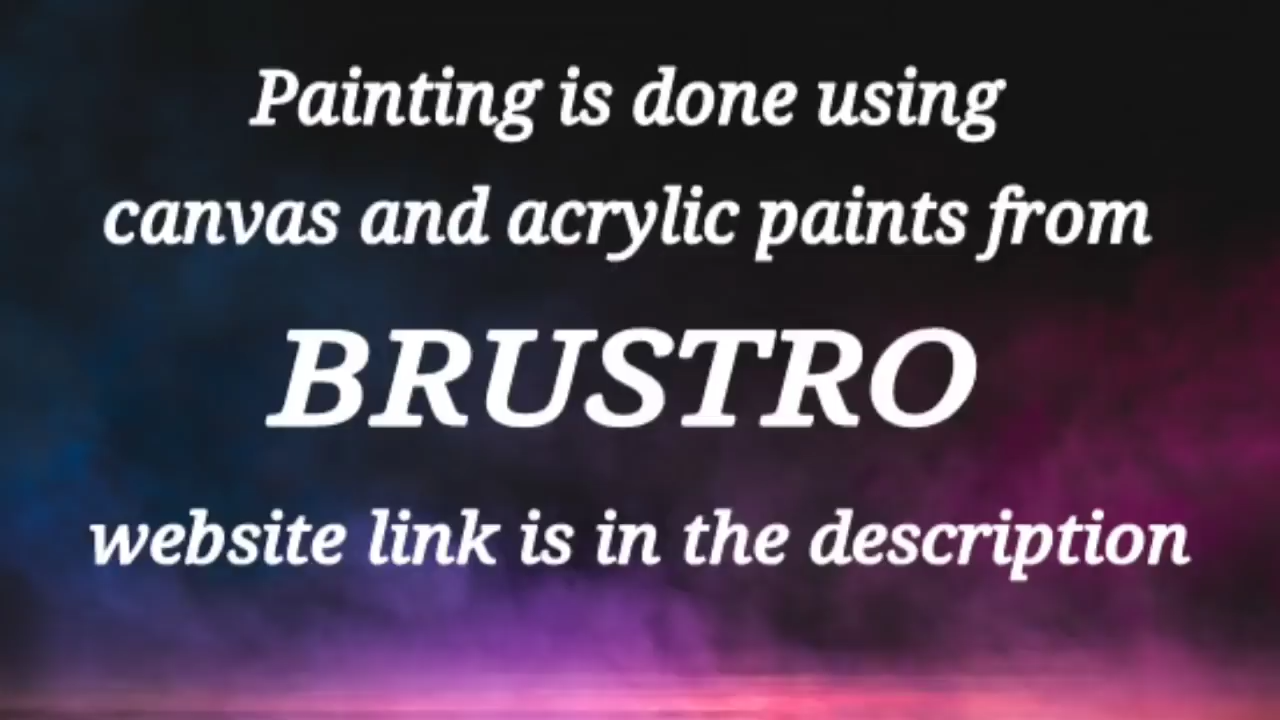 Painting is done using
canvas and acrylic paints from
BRUSTRO
website link is in the description